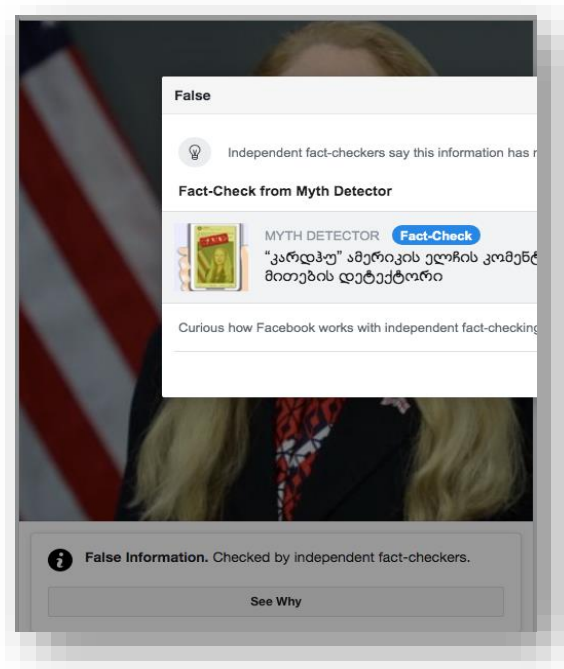 False
Independent fact-checkers say this information has
Fact-Check from Myth Detector
MYTH DETECTOR Fact-Check
“კარდჰუ” ამერიკის ელჩის
მითების დეტექტორი
Curious how Facebook works with independent fact-checking
False Information. Checked by independent fact-checkers.
See Why